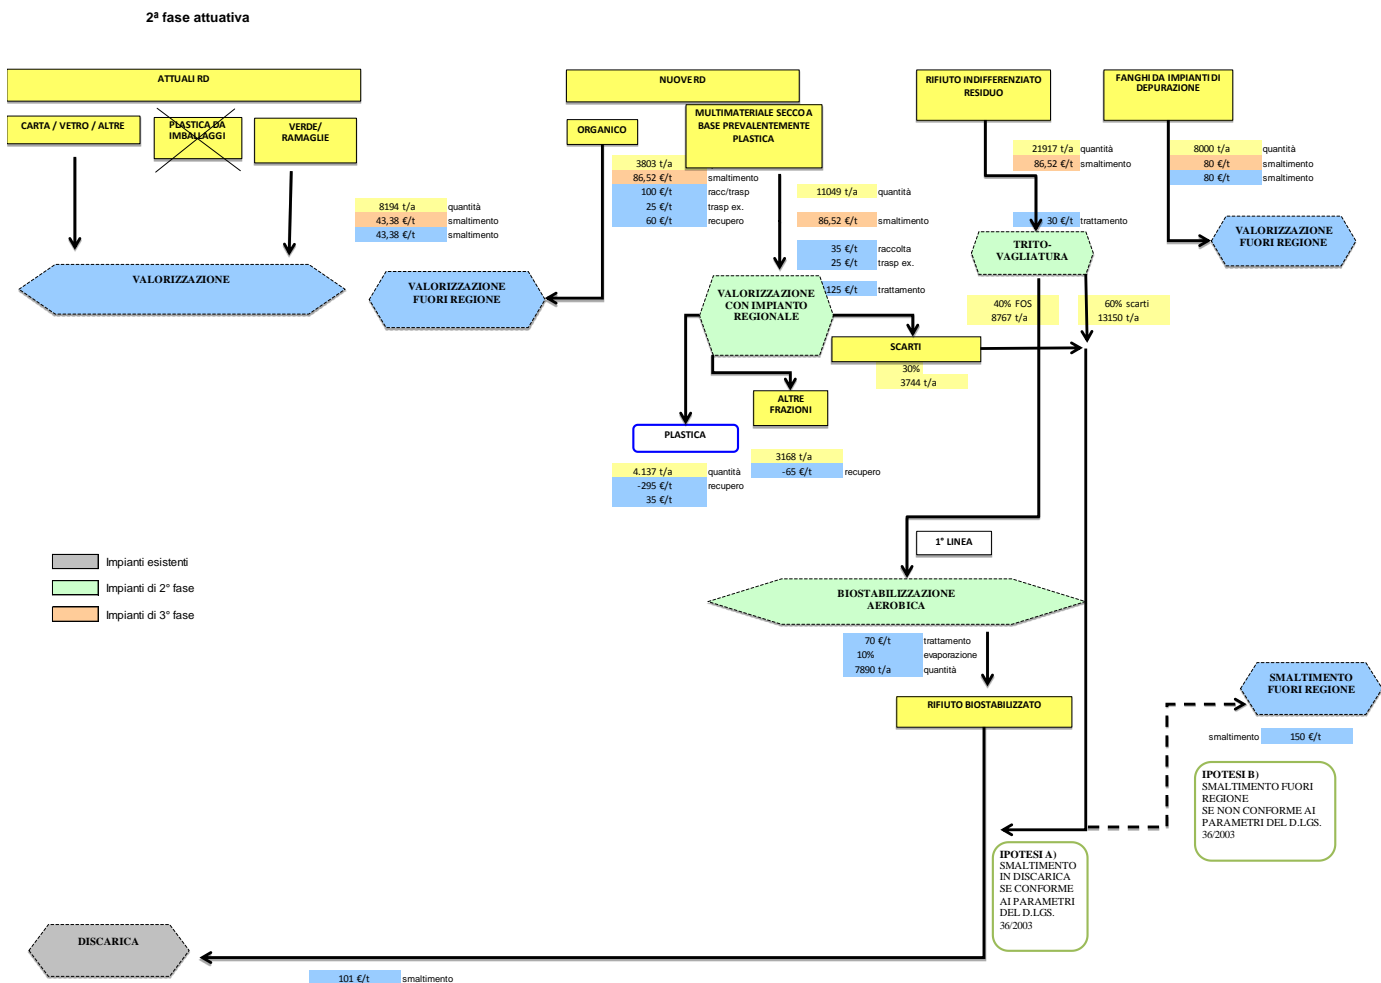 2ª fase attuativa
ATTUALI RD
CARTA / VETRO / ALTRE
PLASTICA DA
IMBALLAGGI
VERDE/
RAMAGLIE
8194 t/a quantità
43,38 €/t smaltimento
43,38 €/t smaltimento
VALORIZZAZIONE
NUOVE RD
ORGANICO
MULTIMATERIALE SECCO A
BASE PREVALENTEMENTE
PLASTICA
3803 t/a
86,52 €/t smaltimento
100 €/t racc/trasp
25 €/t trasp ex.
60 €/t recupero
VALORIZZAZIONE
FUORI REGIONE
11049 t/a quantità
86,52 €/t smaltimento
35 €/t raccolta
25 €/t trasp ex.
125 €/t trattamento
VALORIZZAZIONE
CON IMPIANTO
REGIONALE
SCARTI
30%
3744 t/a
ALTRE
FRAZIONI
3168 t/a
-65 €/t recupero
PLASTICA
4.137 t/a quantità
-295 €/t recupero
35 €/t
RIFIUTO INDIFFERENZIATO
RESIDUO
21917 t/a quantità
86,52 €/t smaltimento
30 €/t trattamento
TRITO-
VAGLIATURA
40% FOS
8767 t/a
60% scarti
13150 t/a
FANGHI DA IMPIANTI DI
DEPURAZIONE
8000 t/a quantità
80 €/t smaltimento
80 €/t smaltimento
VALORIZZAZIONE
FUORI REGIONE
1° LINEA
BIOSTABILIZZAZIONE
AEROBICA
70 €/t trattamento
10% evaporazione
7890 t/a quantità
RIFIUTO BIOSTABILIZZATO
Impianti esistenti
Impianti di 2° fase
Impianti di 3° fase
SMALTIMENTO
FUORI REGIONE
smaltimento 150 €/t
IPOTESI B)
SMALTIMENTO FUORI
REGIONE
SE NON CONFORME AI
PARAMETRI DEL D.LGS.
36/2003
IPOTESI A)
SMALTIMENTO
IN DISCARICA
SE CONFORME
AI PARAMETRI
DEL D.LGS.
36/2003
DISCARICA
101 €/t smaltimento